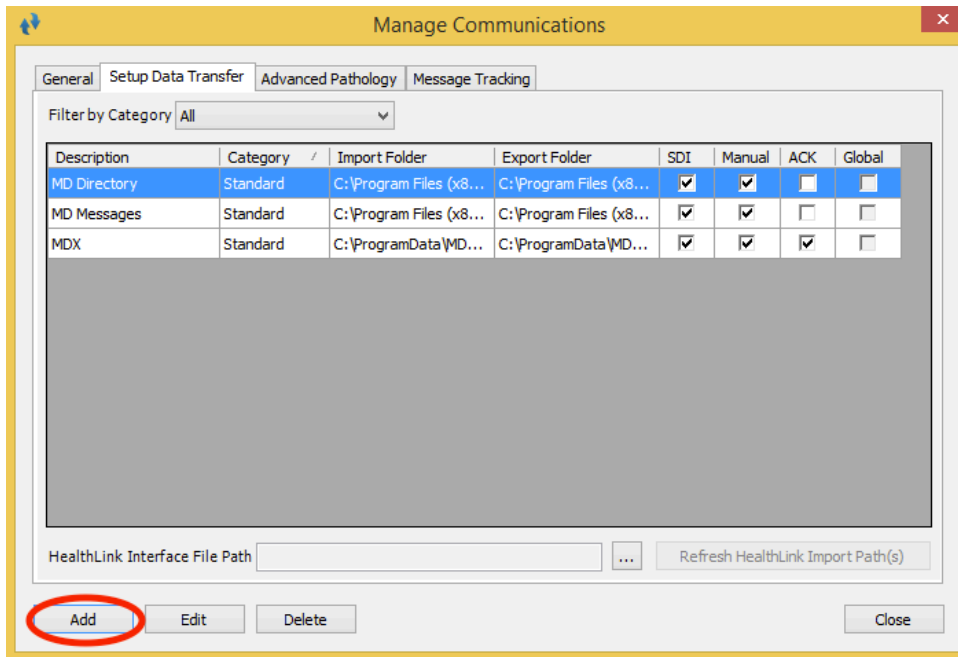 Manage Communications
General Setup Data Transfer Advanced Pathology Message Tracking
Filter by Category All
Description Category Import Folder Export Folder SDI Manual ACK Global
MD Directory Standard C:\Program Files (x8... C:\Program Files (x8...
MD Messages Standard C:\Program Files (x8... C:\Program Files (x8...
MDX Standard C:\ProgramData\MD... C:\ProgramData\MD...
HealthLink Interface File Path ... Refresh HealthLink Import Path(s)
Add Edit Delete Close